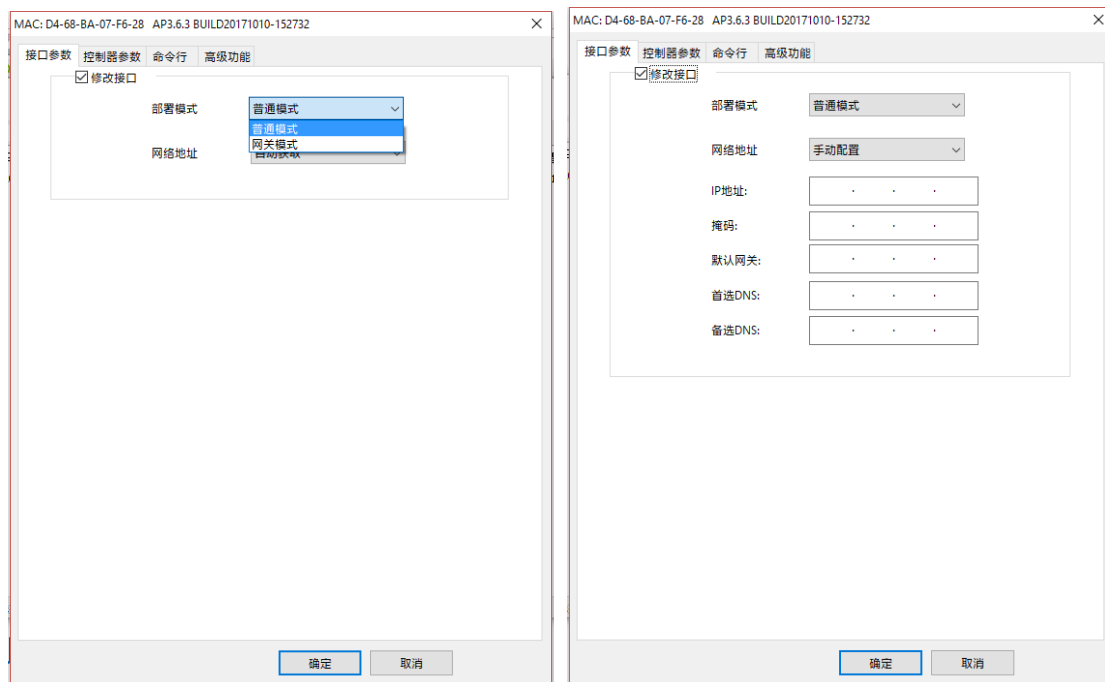 MAC: D4-68-BA-07-F6-28 AP3.6.3 BUILD20171010-152732
接口参数 控制器参数 命令行 高级功能
修改接口
部署模式 普通模式
普通模式
网关模式
网络地址 自动获取
确定 取消
MAC: D4-68-BA-07-F6-28 AP3.6.3 BUILD20171010-152732
接口参数 控制器参数 命令行 高级功能
修改接口
部署模式 普通模式
网络地址 手动配置
IP地址:
掩码:
默认网关:
首选DNS:
备选DNS:
确定 取消